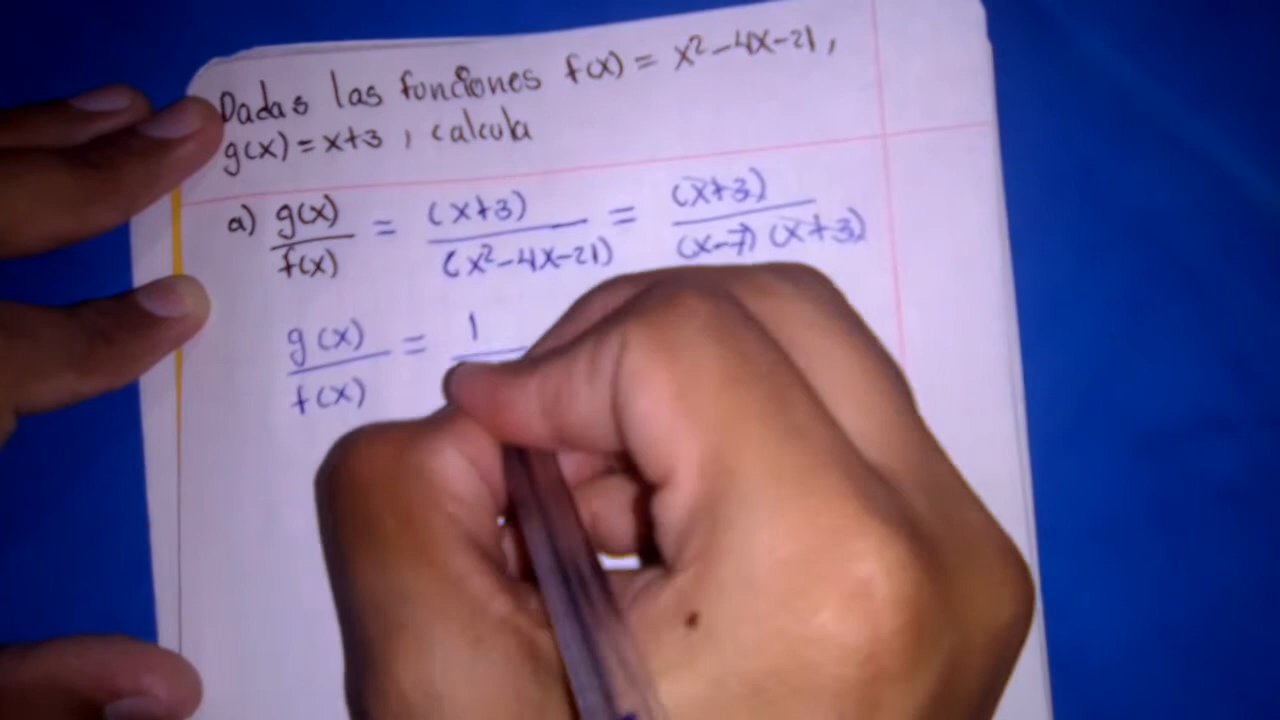 Dadas las funciones f(x) = x²-4x-21,
g(x) = x+3, calcula
a) g(x)/f(x) = (x+3)/(x²-4x-21) = (x+3)/(x-7)(x+3)
g(x)/f(x) = 1